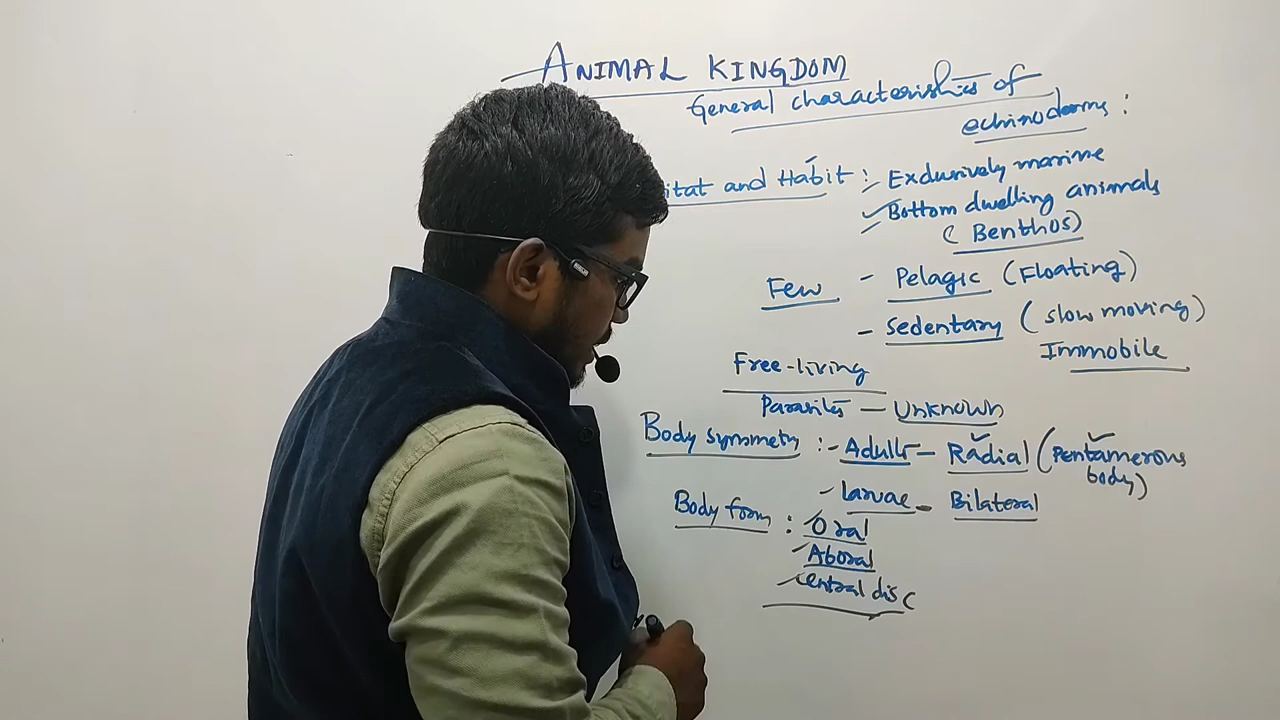 ANIMAL KINGDOM
General characteristics of
echinoderms :
itat and Habit : Exclusively marine
Bottom dwelling animals
( Benthos)
Few - Pelagic (Floating)
- Sedentary ( slow moving)
Immobile
Free-living
Parasites - Unknown
Body symmetry :- Adult - Radial (Pentamerous
body)
Larvae - Bilateral
Body form : Oral
Aboral
Central disc